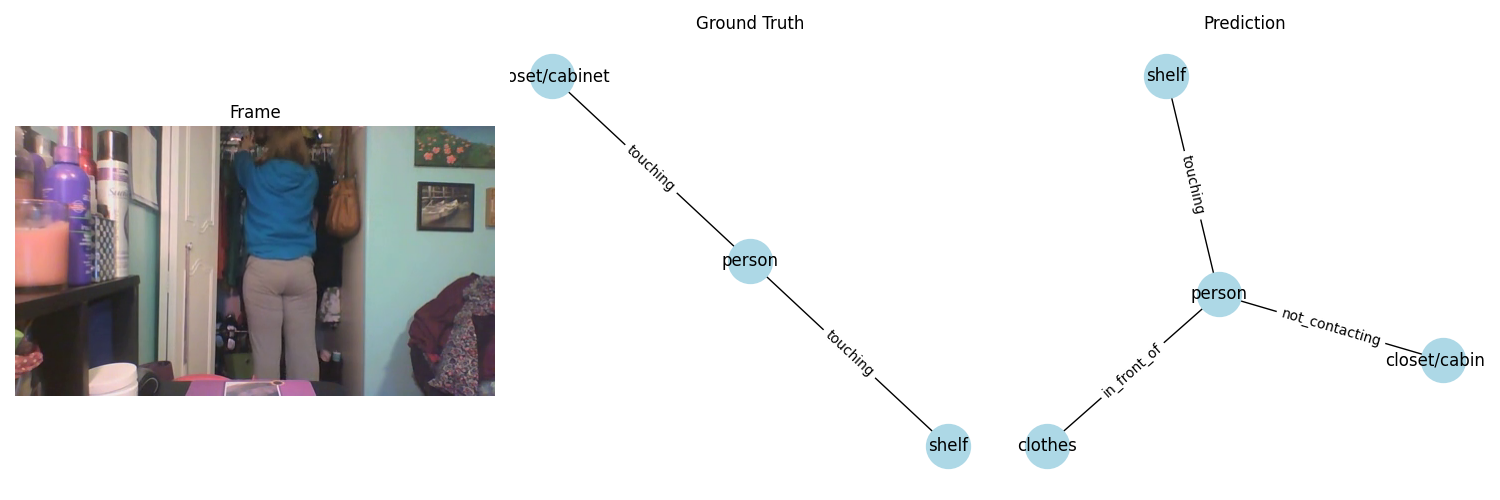 Ground Truth
Prediction
Frame
oset/cabinet
touching
person
touching
shelf
shelf
touching
person
not_contacting
closet/cabin
in_front_of
clothes